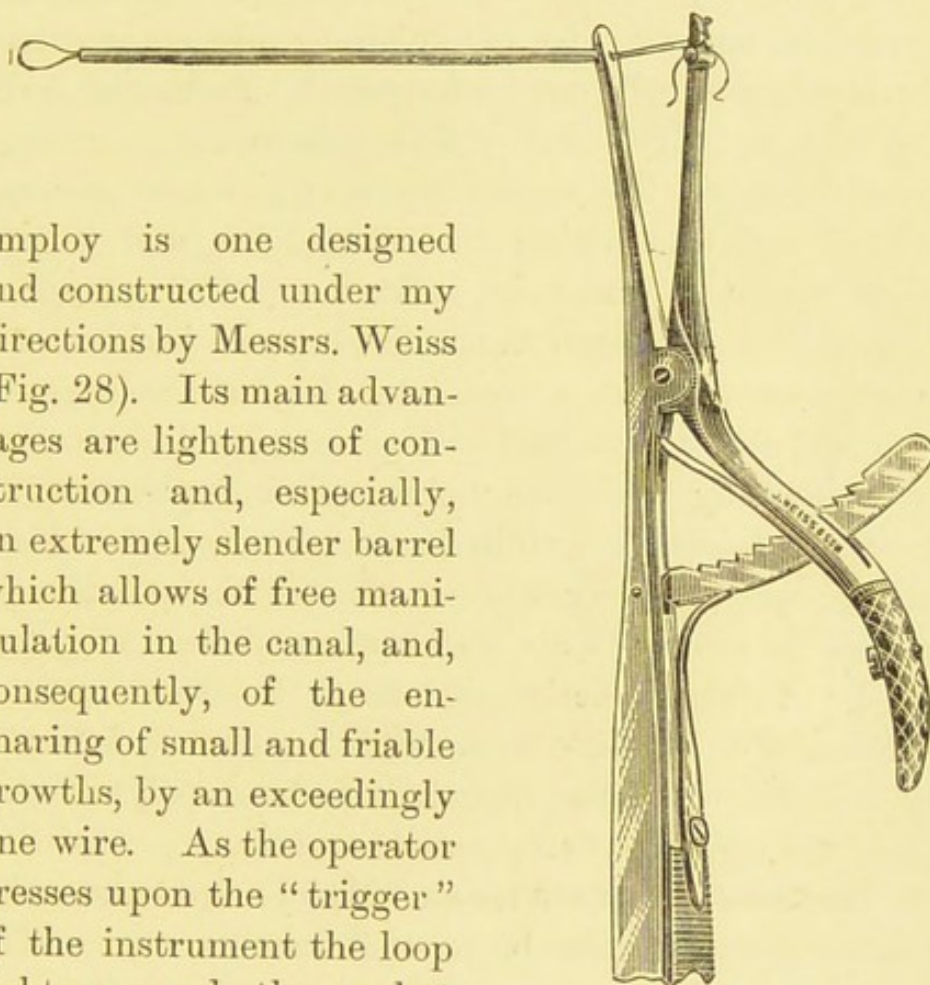 mploy is one designed
nd constructed under my
irections by Messrs. Weiss
Fig. 28). Its main advan-
ages are lightness of con-
truction and, especially,
n extremely slender barrel
hich allows of free mani-
ulation in the canal, and,
onsequently, of the en-
naring of small and friable
rowths, by an exceedingly
ne wire. As the operator
resses upon the "trigger"
f the instrument the loop
J. WEISS & SON